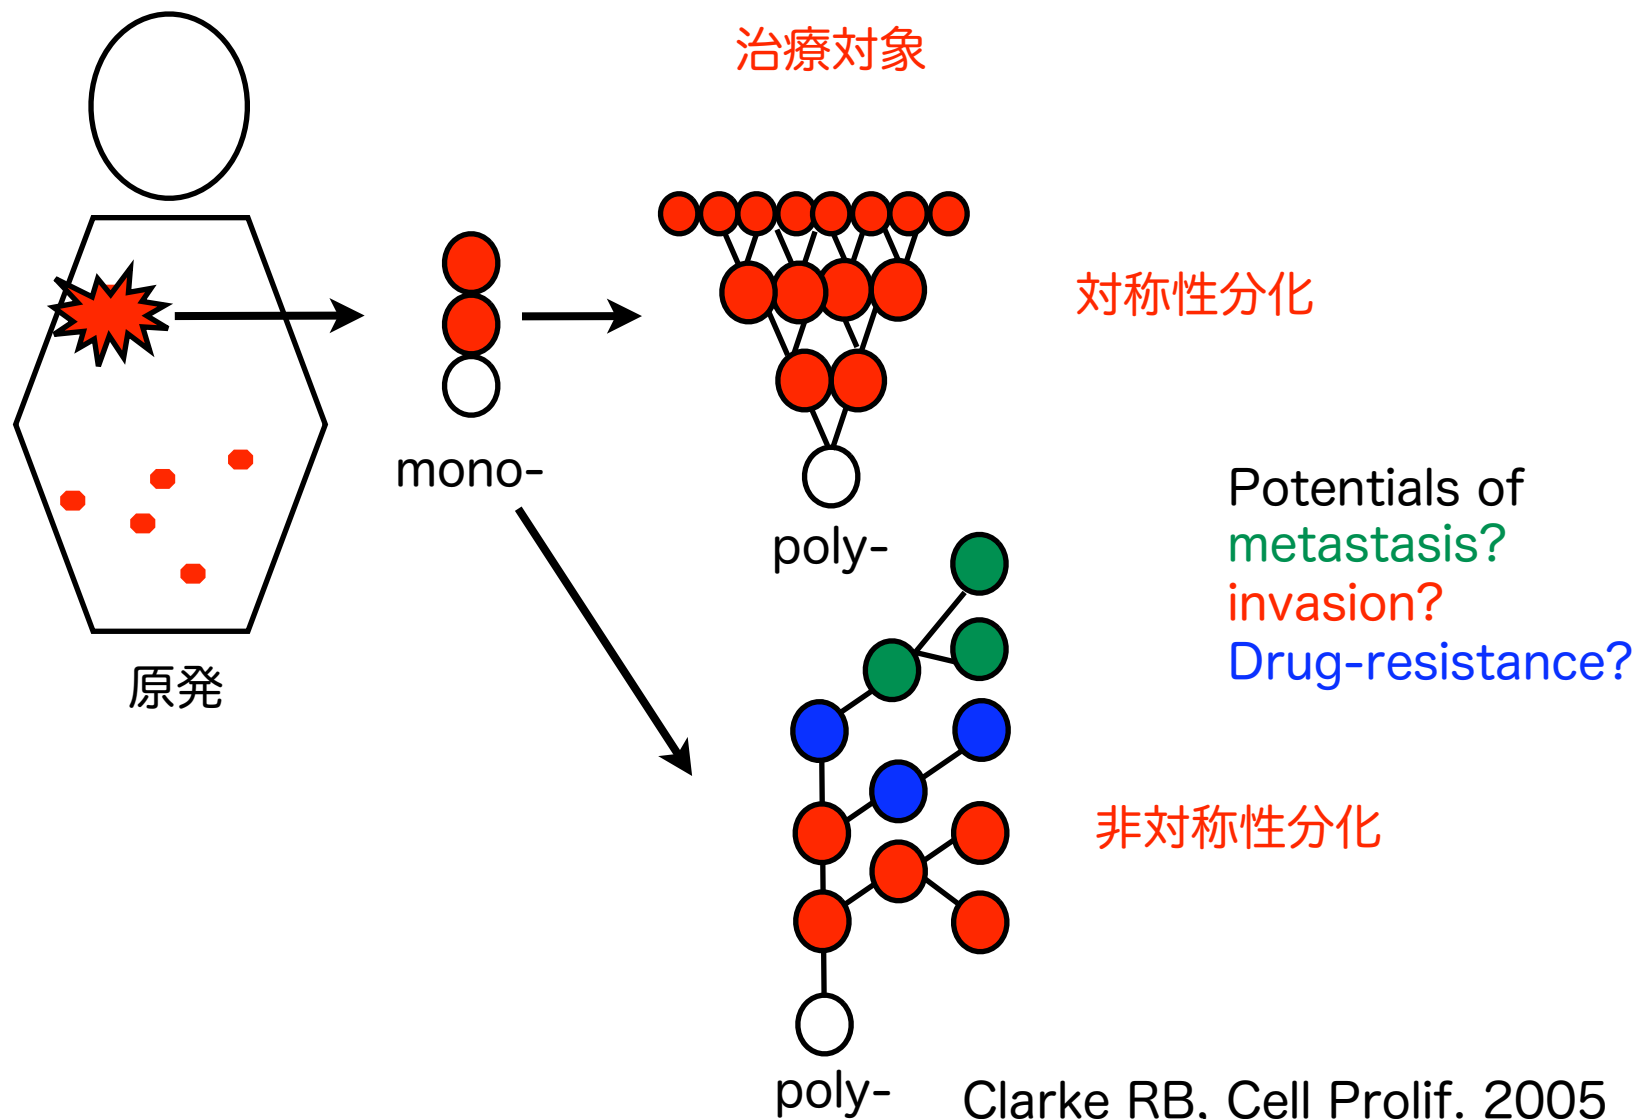 治療対象
対称性分化
mono-
poly-
Potentials of
metastasis?
invasion?
Drug-resistance?
原発
非対称性分化
poly-
Clarke RB, Cell Prolif. 2005